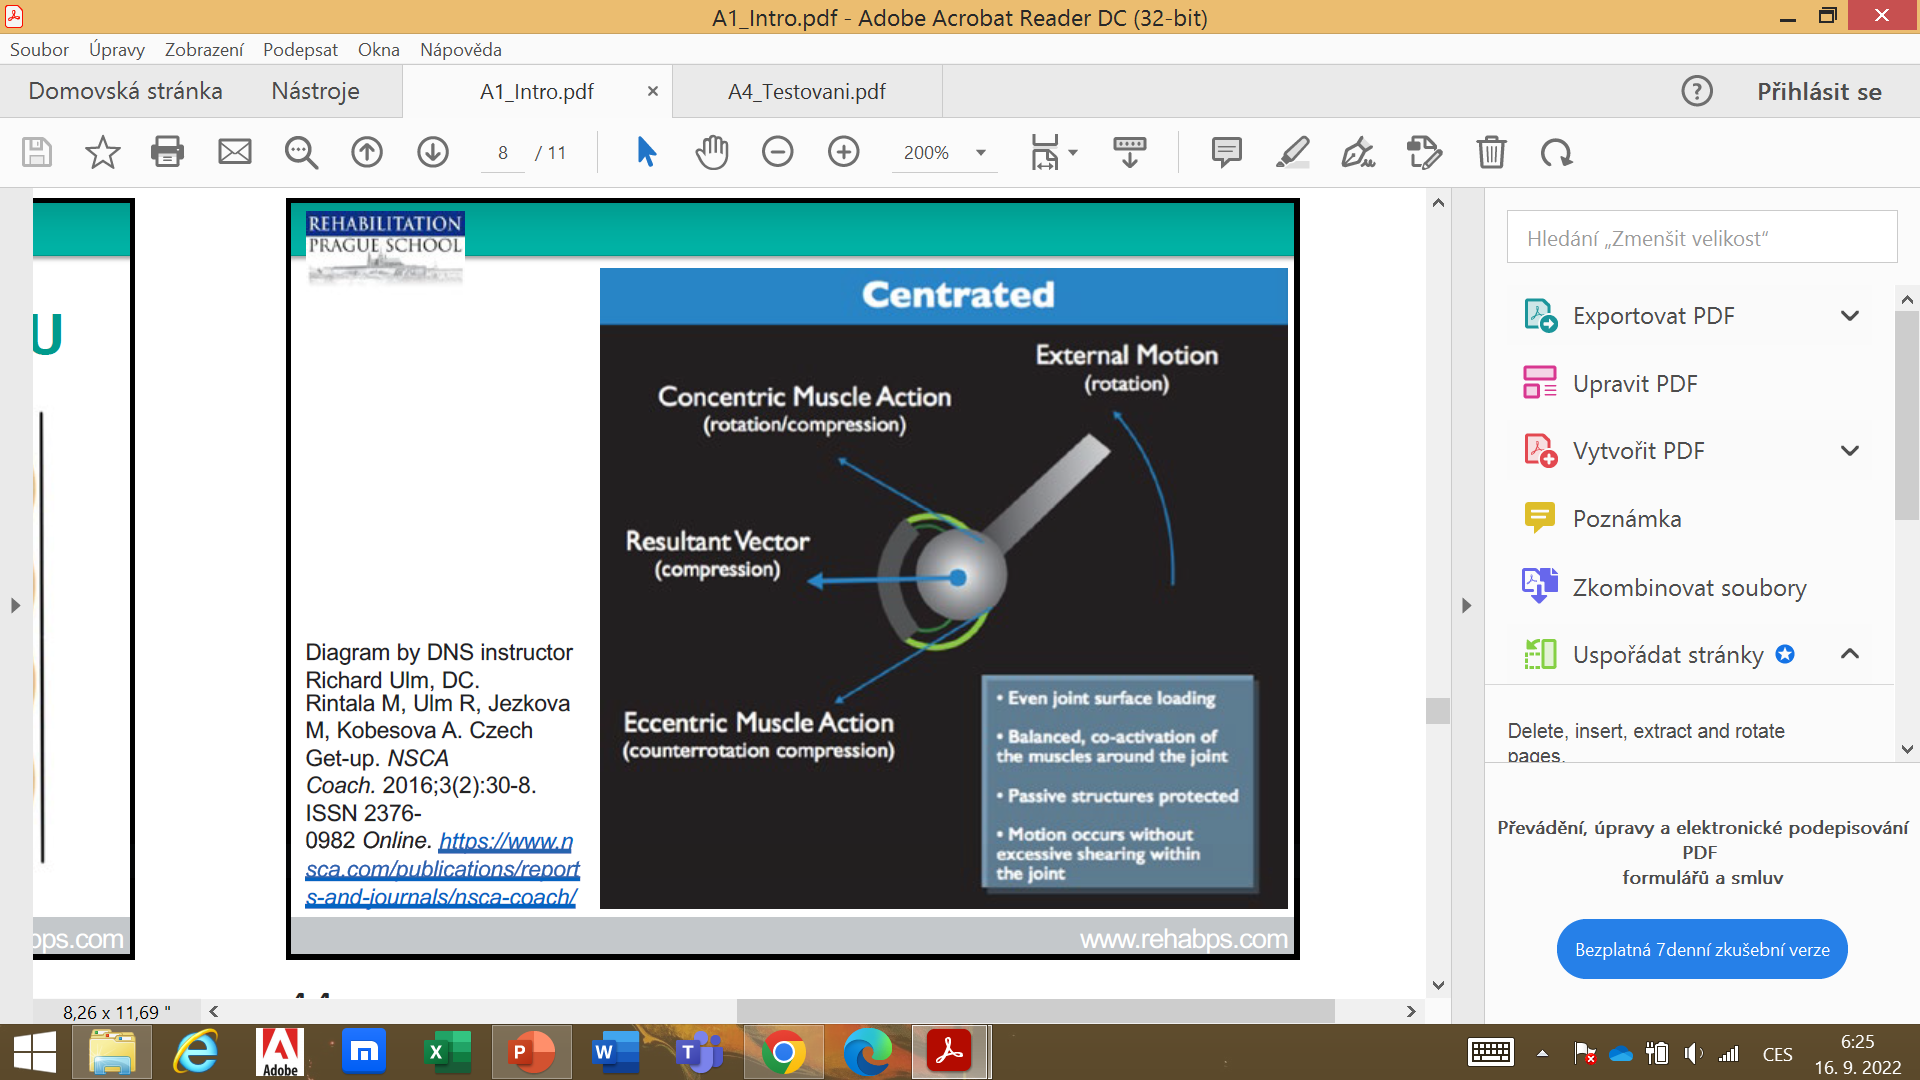 A1_Intro.pdf - Adobe Acrobat Reader DC (32-bit)
Soubor Úpravy Zobrazení Podepsat Okna Nápověda
Domovská stránka Nástroje A1_Intro.pdf × A4_Testovani.pdf Přihlásit se
8 / 11 200%
U
ops.com
REHABILITATION
PRAGUE SCHOOL
Centrated
External Motion
(rotation)
Concentric Muscle Action
(rotation/compression)
Resultant Vector
(compression)
Eccentric Muscle Action
(counterrotation compression)
• Even joint surface loading
• Balanced, co-activation of
the muscles around the joint
• Passive structures protected
• Motion occurs without
excessive shearing within
the joint
Diagram by DNS instructor
Richard Ulm, DC.
Rintala M, Ulm R, Jezkova
M, Kobesova A. Czech
Get-up. NSCA
Coach. 2016;3(2):30-8.
ISSN 2376-
0982 Online. https://www.n
sca.com/publications/report
s-and-journals/nsca-coach/
www.rehabps.com
8,26 x 11,69 "
Hledání „Zmenšit velikost“
Exportovat PDF
Upravit PDF
Vytvořit PDF
Poznámka
Zkombinovat soubory
Uspořádat stránky
Delete, insert, extract and rotate
pages.
Převádění, úpravy a elektronické podepisování
PDF
formulářů a smluv
Bezplatná 7denní zkušební verze
Adobe
CES
6:25
16. 9. 2022